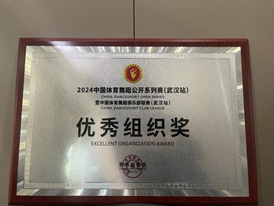 2024中国体育舞蹈公开系列赛(武汉站)
CHINA DANCESPORT OPEN SERIES
暨中国体育舞蹈俱乐部联赛(武汉站)
CHINA DANCESPORT CLUB LEAGUE
优秀组织奖
EXCELLENT ORGANIZATION AWARD